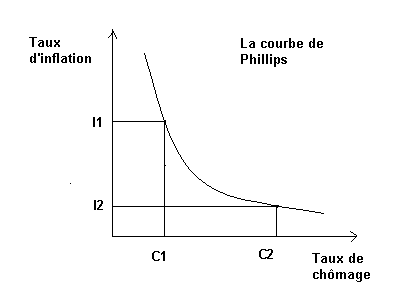 Taux
d'inflation
La courbe de
Phillips
I1
I2
C1
C2
Taux de
chômage